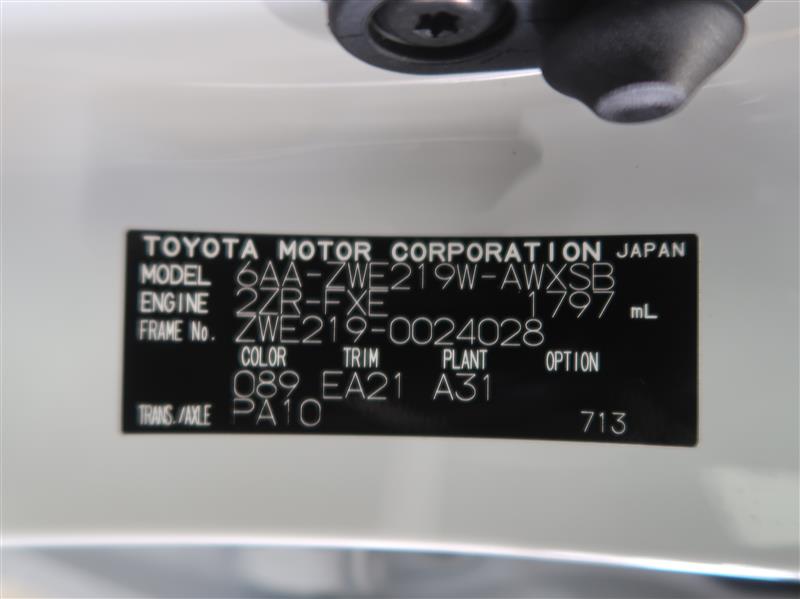 TOYOTA MOTOR CORPORATION JAPAN
MODEL 6AA-ZWE219W-AWXSB
ENGINE 2ZR-FXE 1797 mL
FRAME No. ZWE219-0024028
COLOR TRIM PLANT OPTION
089 EA21 A31
TRANS./AXLE PA10 713